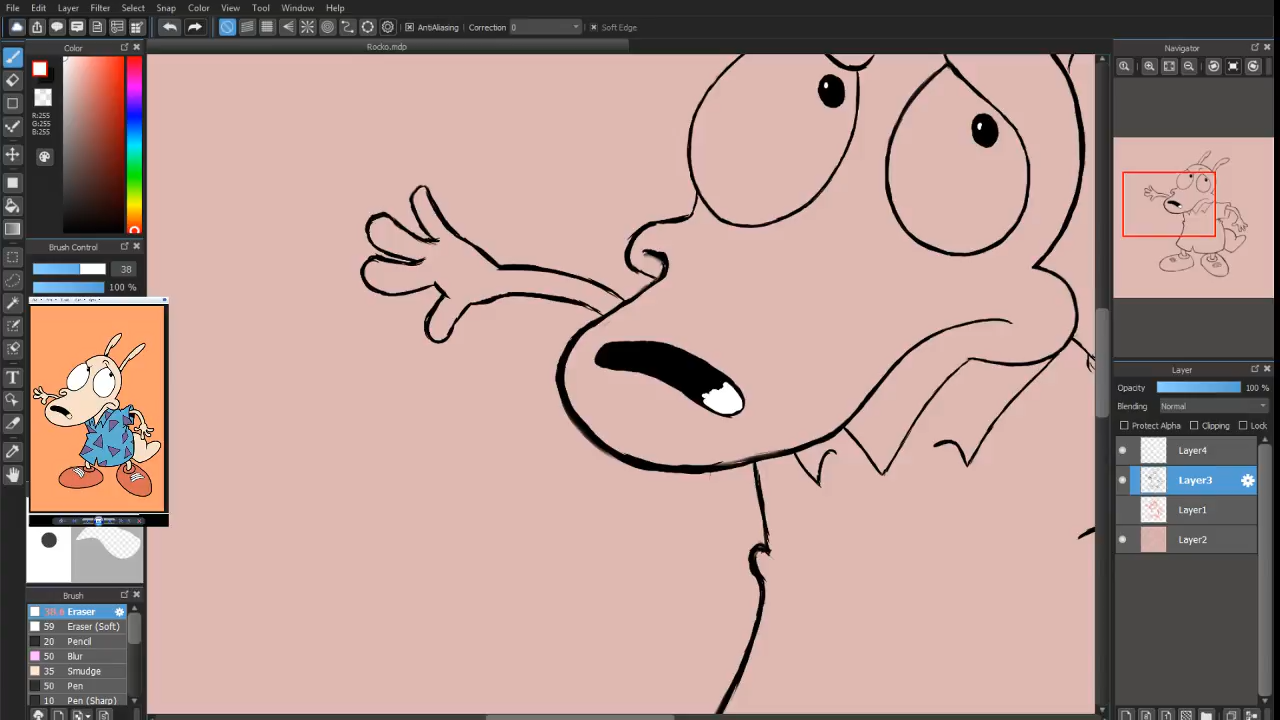 File Edit Layer Filter Select Snap Color View Tool Window Help
AntiAliasing Correction 0 Soft Edge
Rocko.mdp
Color
R:255
G:255
B:255
Brush Control
38
100 %
Brush
38.6 Eraser
59 Eraser (Soft)
20 Pencil
50 Blur
35 Smudge
50 Pen
10 Pen (Sharp)
Navigator
Layer
Opacity 100 %
Blending Normal
Protect Alpha Clipping Lock
Layer4
Layer3
Layer1
Layer2